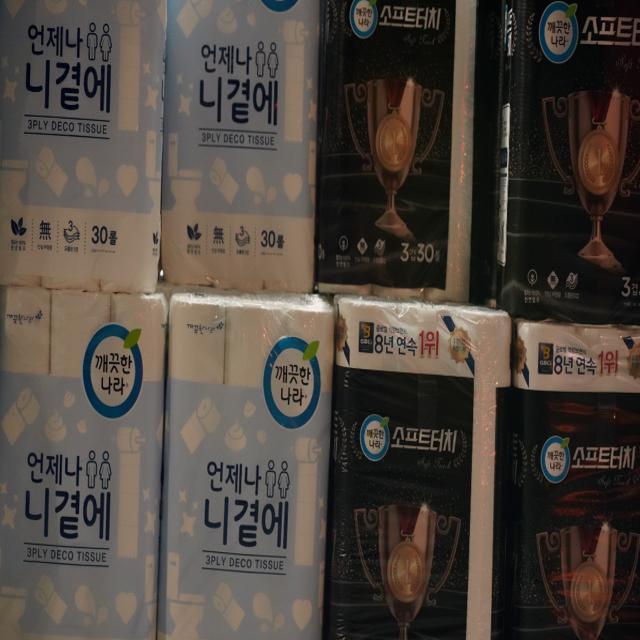 언제나
니곁에
3PLY DECO TISSUE
無
30롤
언제나
니곁에
3PLY DECO TISSUE
無
30롤
깨끗한
나라
소프트터치
3겹 30롤
깨끗한
나라
소프트터치
3겹
깨끗한
나라
언제나
니곁에
3PLY DECO TISSUE
깨끗한
나라
언제나
니곁에
3PLY DECO TISSUE
8년 연속 1위
깨끗한
나라
소프트터치
8년 연속 1위
깨끗한
나라
소프트터치